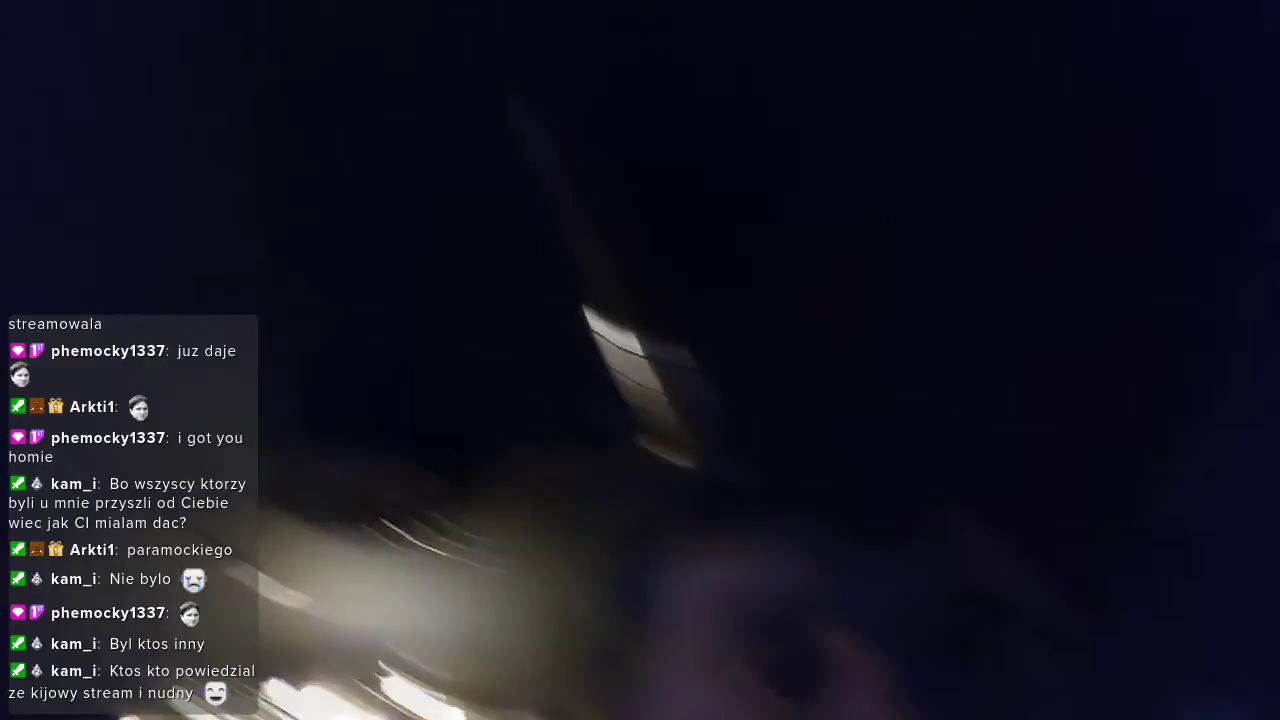 streamowala
phemocky1337: juz daje
Arkti1:
phemocky1337: i got you
homie
kam_i: Bo wszyscy ktorzy
byli u mnie przyszli od Ciebie
wiec jak CI mialam dac?
Arkti1: paramockiego
kam_i: Nie bylo
phemocky1337:
kam_i: Byl ktos inny
kam_i: Ktos kto powiedzial
ze kijowy stream i nudny